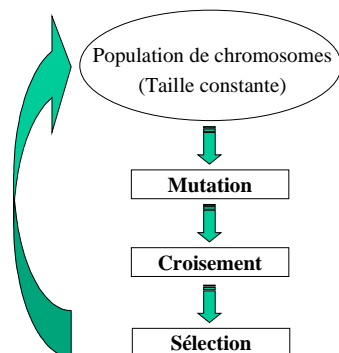 Population de chromosomes
(Taille constante)
Mutation
Croisement
Sélection